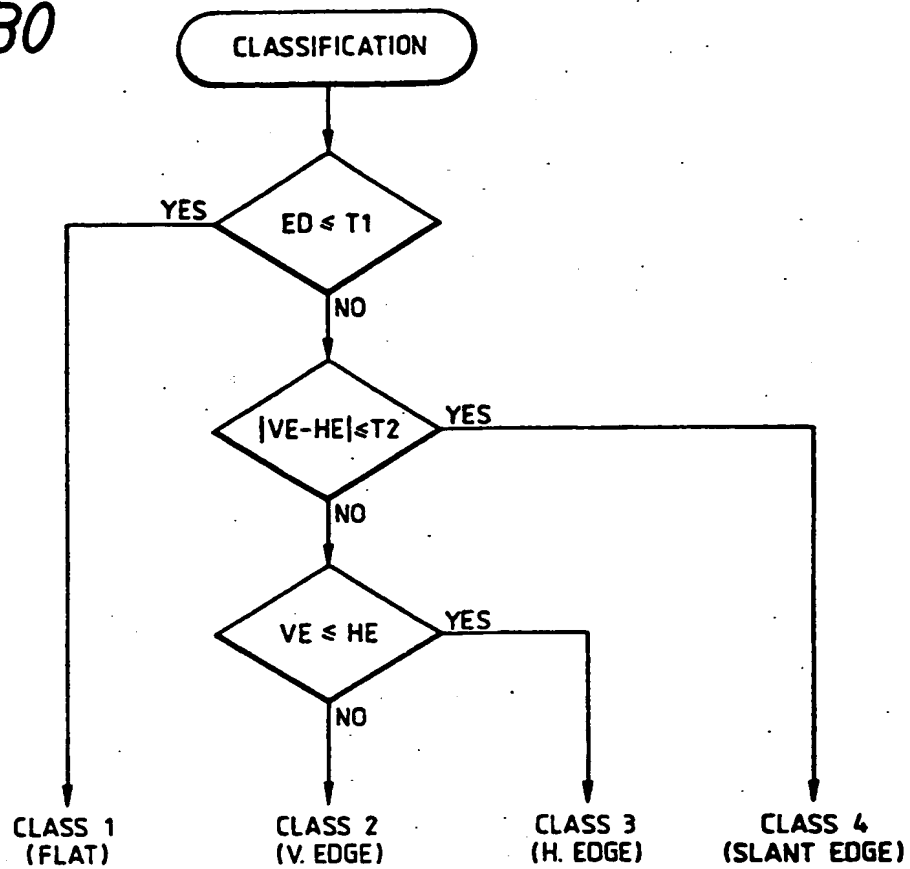 30
CLASSIFICATION
YES
ED ≤ T1
NO
|VE-HE|≤T2
YES
NO
VE ≤ HE
YES
NO
CLASS 1
(FLAT)
CLASS 2
(V. EDGE)
CLASS 3
(H. EDGE)
CLASS 4
(SLANT EDGE)